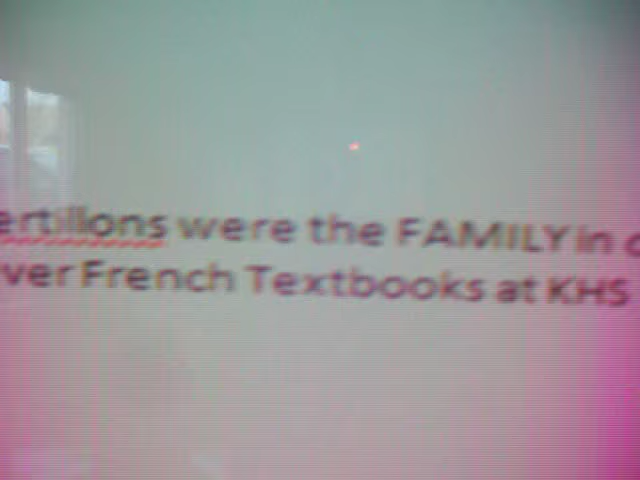 ertillons were the FAMILY in
ver French Textbooks at KHS